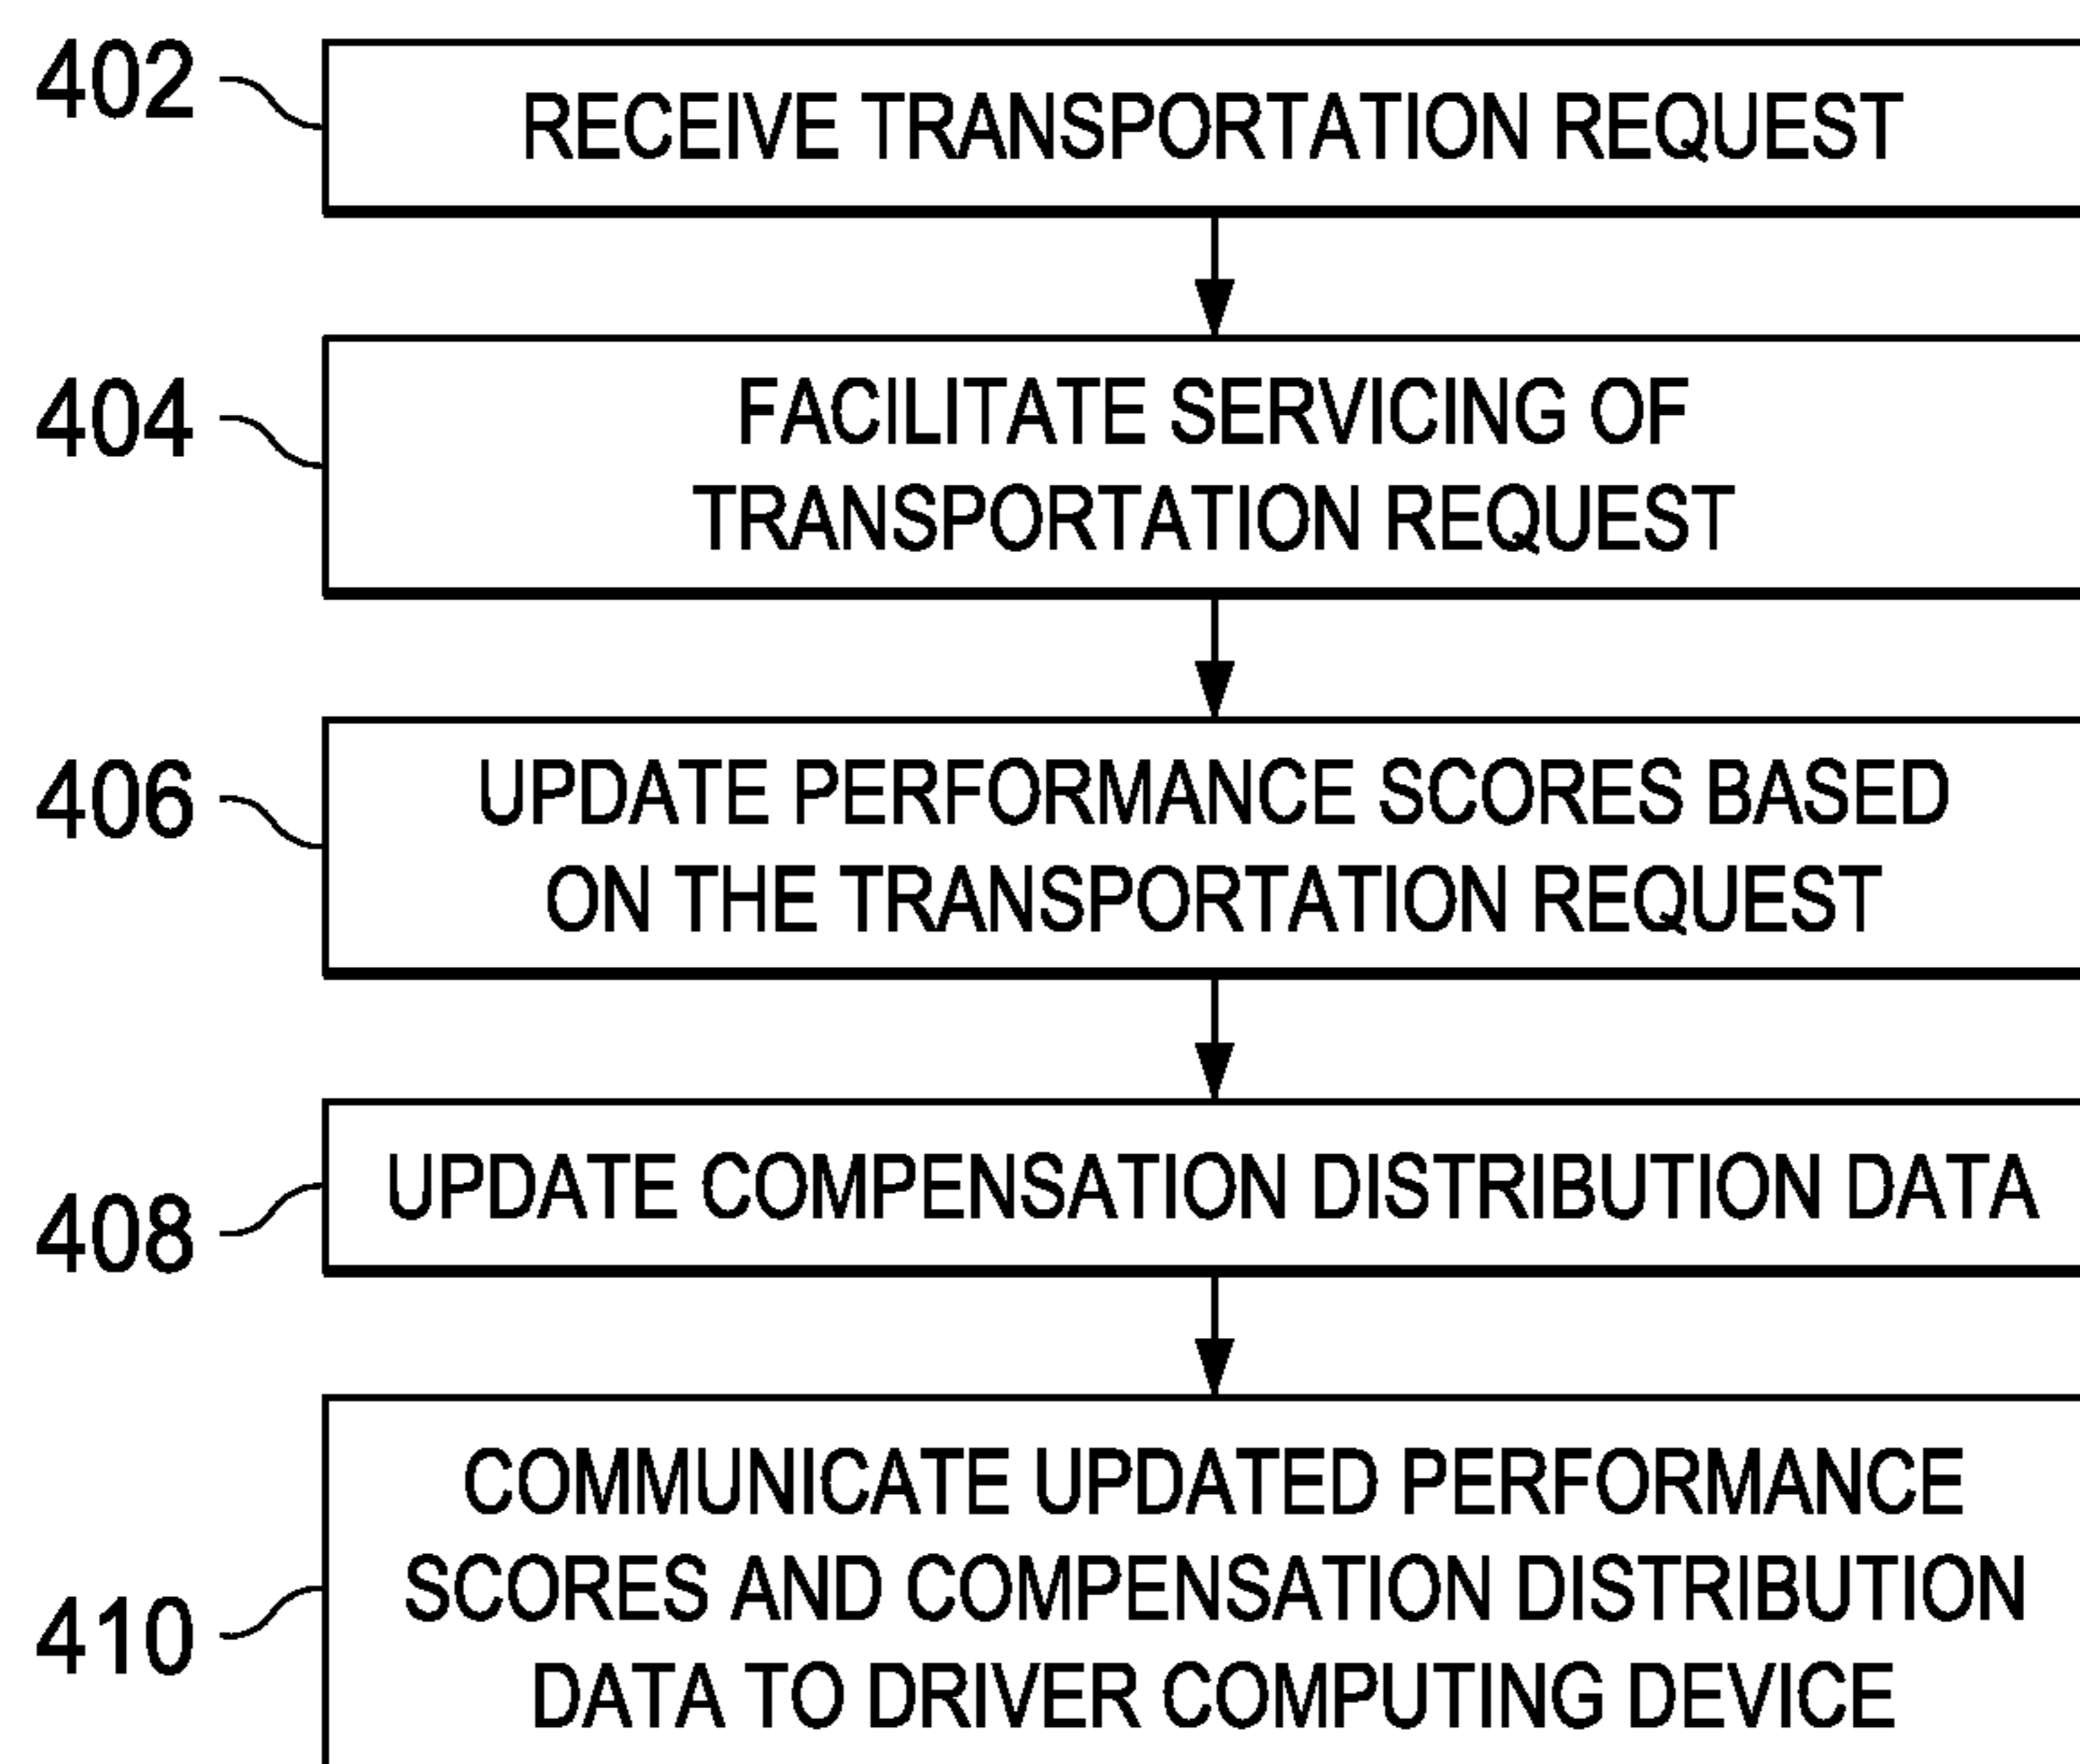 402
RECEIVE TRANSPORTATION REQUEST
404
FACILITATE SERVICING OF
TRANSPORTATION REQUEST
406
UPDATE PERFORMANCE SCORES BASED
ON THE TRANSPORTATION REQUEST
408
UPDATE COMPENSATION DISTRIBUTION DATA
410
COMMUNICATE UPDATED PERFORMANCE
SCORES AND COMPENSATION DISTRIBUTION
DATA TO DRIVER COMPUTING DEVICE